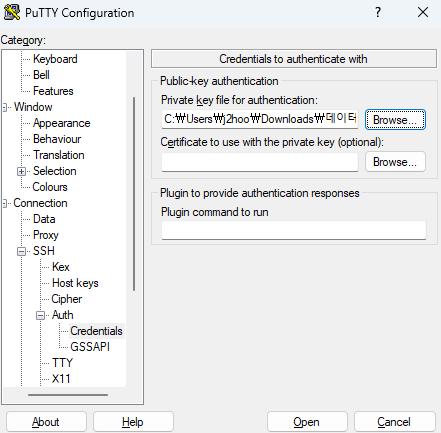 PuTTY Configuration
?
Category:
Keyboard
Bell
Features
Window
Appearance
Behaviour
Translation
Selection
Colours
Connection
Data
Proxy
SSH
Kex
Host keys
Cipher
Auth
Credentials
GSSAPI
TTY
X11
Credentials to authenticate with
Public-key authentication
Private key file for authentication:
C:₩Users₩j2hoo₩Downloads₩데이터 Browse...
Certificate to use with the private key (optional):
Browse...
Plugin to provide authentication responses
Plugin command to run
About Help Open Cancel